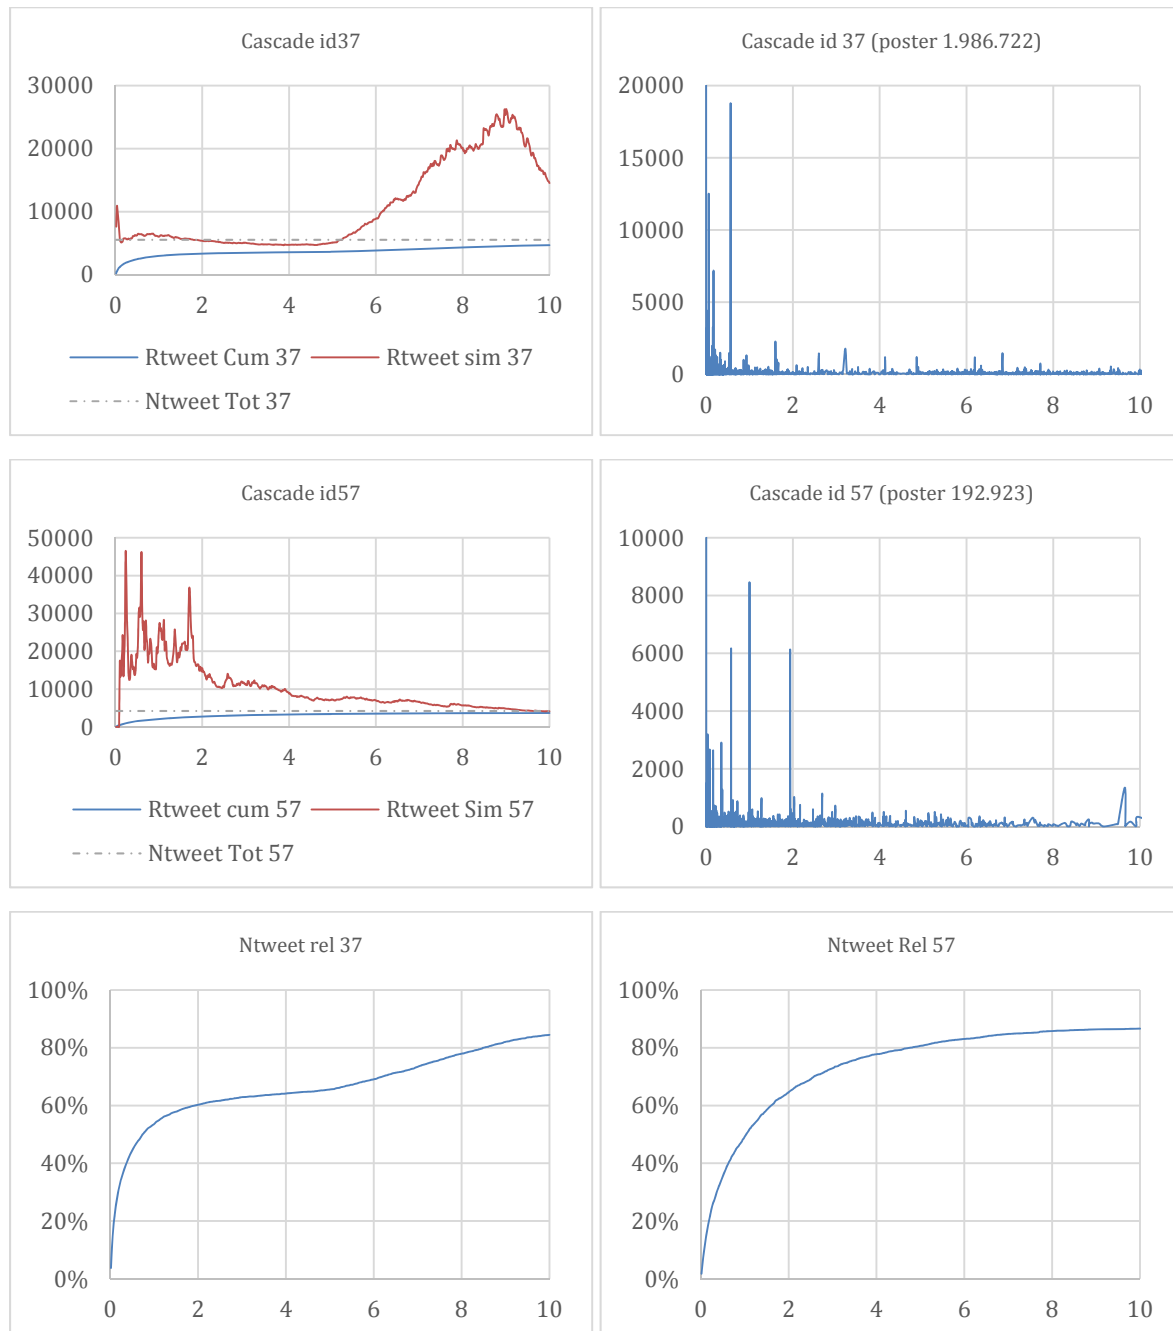 Cascade id37
30000
20000
10000
0
0 2 4 6 8 10
Rtweet Cum 37 Rtweet sim 37
Ntweet Tot 37
Cascade id 37 (poster 1.986.722)
20000
15000
10000
5000
0
0 2 4 6 8 10
Cascade id57
50000
40000
30000
20000
10000
0
0 2 4 6 8 10
Rtweet cum 57 Rtweet Sim 57
Ntweet Tot 57
Cascade id 57 (poster 192.923)
10000
8000
6000
4000
2000
0
0 2 4 6 8 10
Ntweet rel 37
100%
80%
60%
40%
20%
0%
0 2 4 6 8 10
Ntweet Rel 57
100%
80%
60%
40%
20%
0%
0 2 4 6 8 10